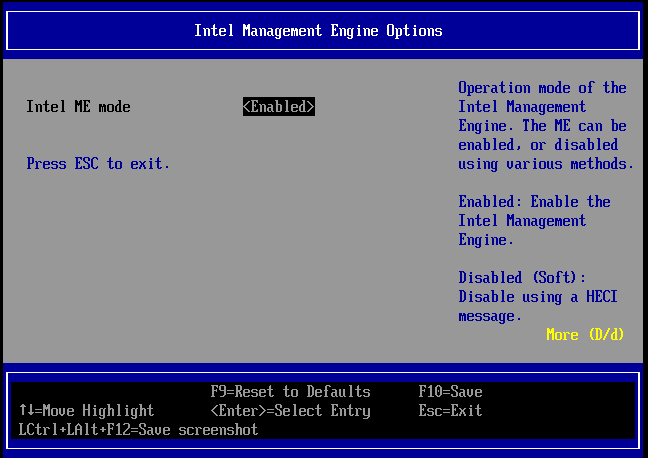 Intel Management Engine Options
Intel ME mode <Enabled>
Press ESC to exit.
Operation mode of the
Intel Management
Engine. The ME can be
enabled, or disabled
using various methods.
Enabled: Enable the
Intel Management
Engine.
Disabled (Soft):
Disable using a HECI
message.
More (D/d)
F9=Reset to Defaults F10=Save
↑↓=Move Highlight <Enter>=Select Entry Esc=Exit
LCtrl+LAlt+F12=Save screenshot